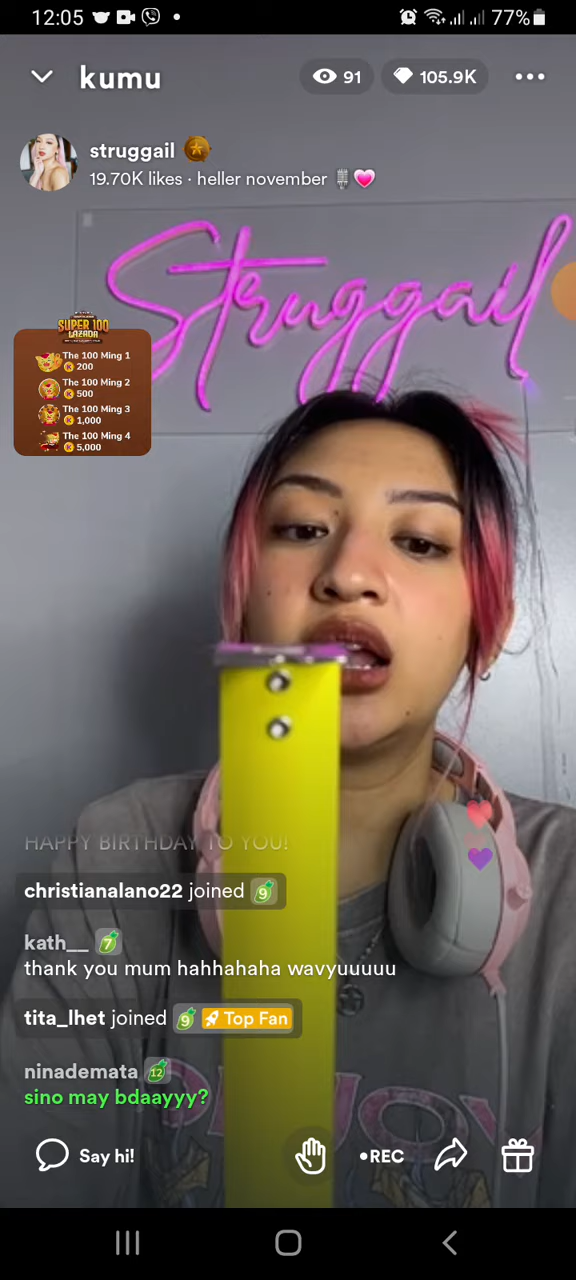 12:05
77%
kumu
91
105.9K
struggail
19.70K likes · heller november
Struggail
SUPER 100
LAZADA
The 100 Ming 1
200
The 100 Ming 2
500
The 100 Ming 3
1,000
The 100 Ming 4
5,000
HAPPY BIRTHDAY TO YOU!
christianalano22 joined 9
kath__ 7
thank you mum hahhahaha wavyuuuuu
tita_lhet joined 9 Top Fan
ninademata 12
sino may bdaayyy?
Say hi!
•REC